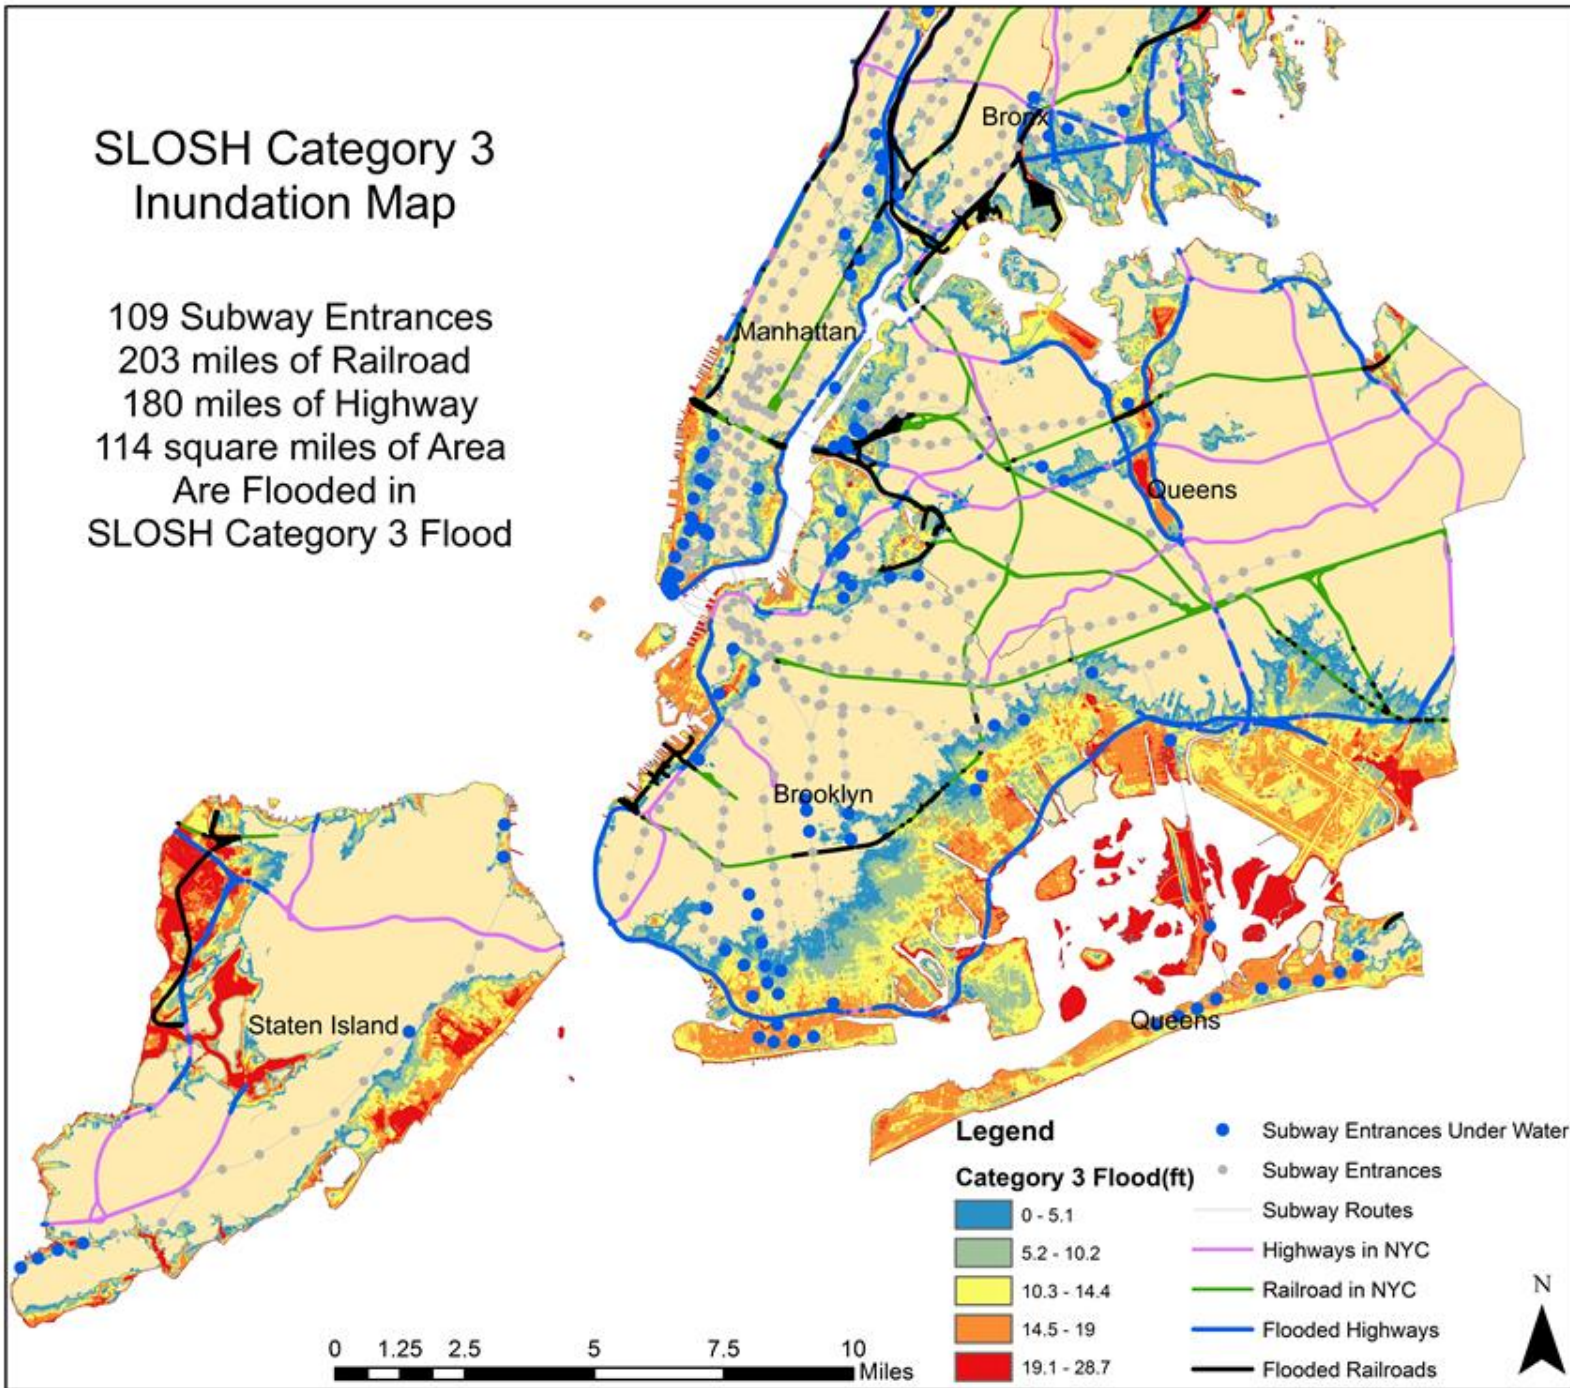 SLOSH Category 3
Inundation Map
109 Subway Entrances
203 miles of Railroad
180 miles of Highway
114 square miles of Area
Are Flooded in
SLOSH Category 3 Flood
Bronx
Manhattan
Queens
Brooklyn
Staten Island
Queens
Legend
Category 3 Flood(ft)
0 - 5.1
5.2 - 10.2
10.3 - 14.4
14.5 - 19
19.1 - 28.7
Subway Entrances Under Water
Subway Entrances
Subway Routes
Highways in NYC
Railroad in NYC
Flooded Highways
Flooded Railroads
N
0 1.25 2.5 5 7.5 10
Miles